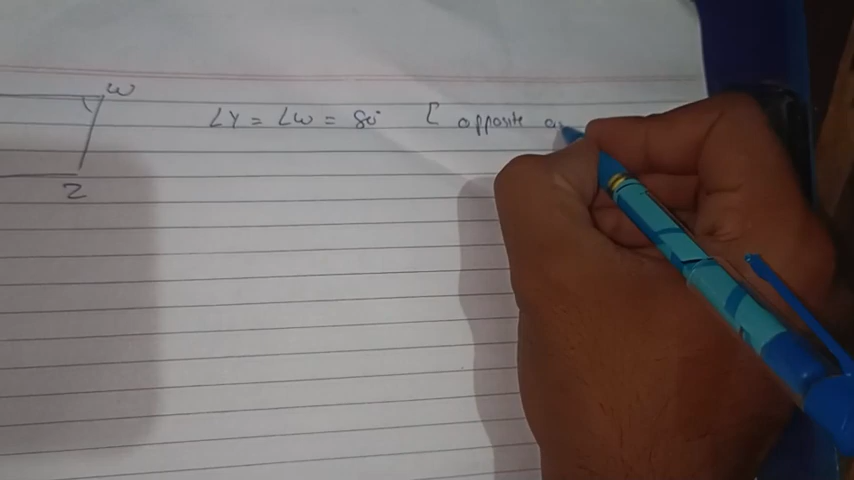 W
∠Y = ∠W = 80° [ opposite a
Z